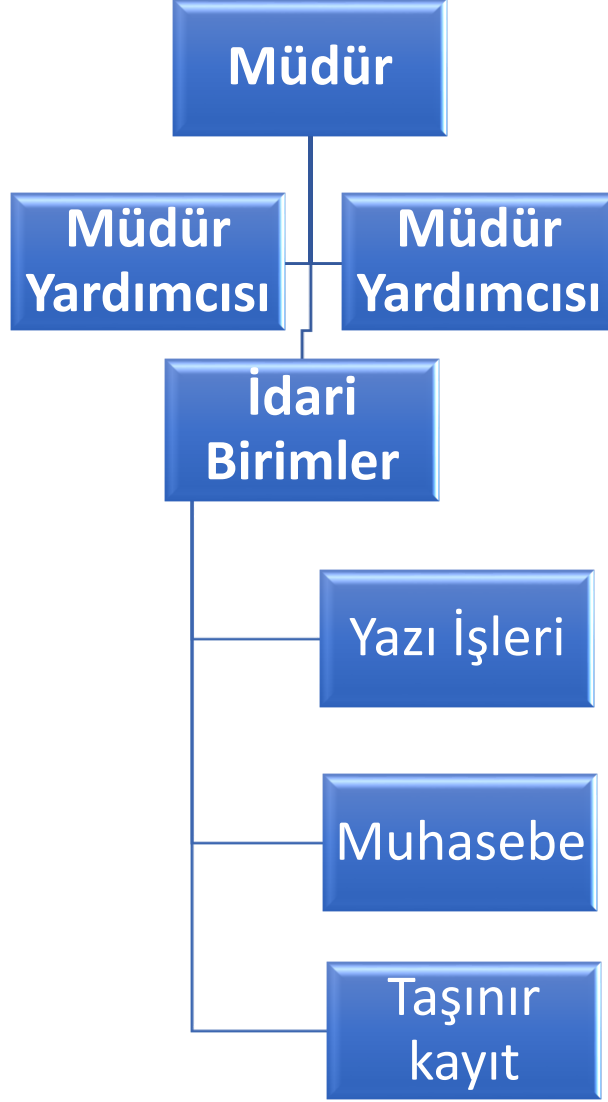 Müdür
Müdür
Yardımcısı
Müdür
Yardımcısı
İdari
Birimler
Yazı İşleri
Muhasebe
Taşınır
kayıt